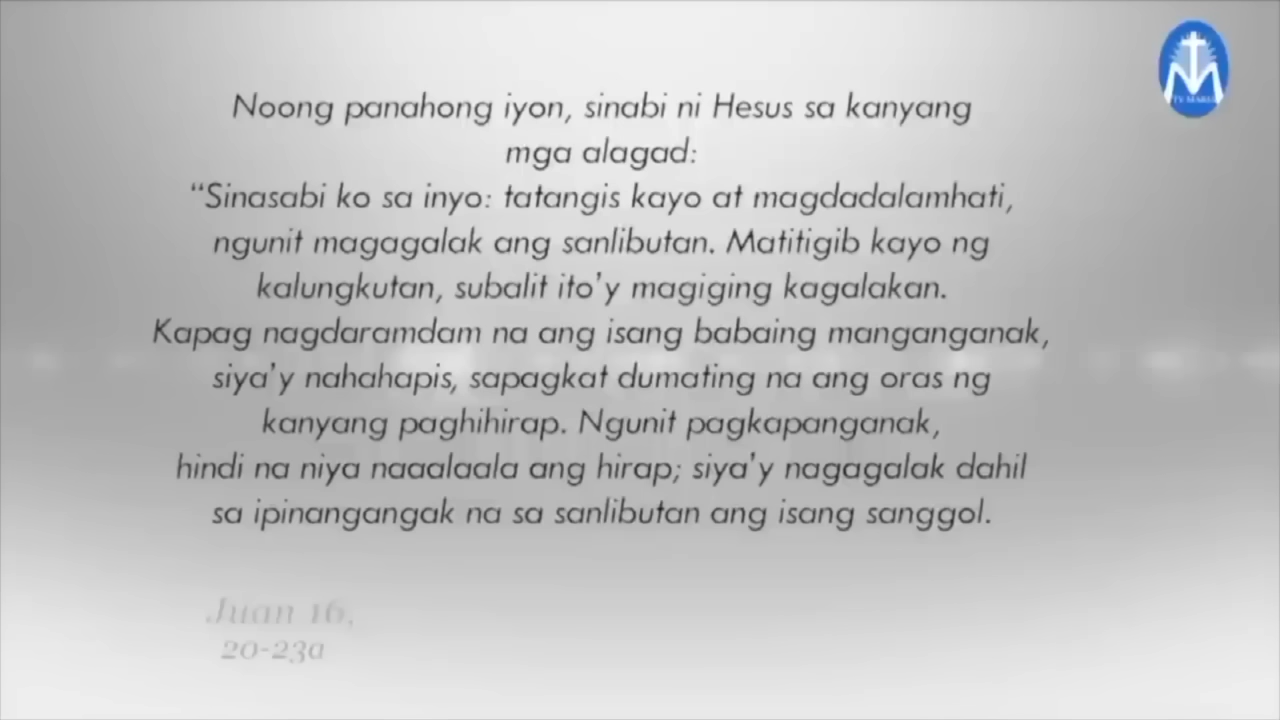 Noong panahong iyon, sinabi ni Hesus sa kanyang
mga alagad:
“Sinasabi ko sa inyo: tatangis kayo at magdadalamhati,
ngunit magagalak ang sanlibutan. Matitigib kayo ng
kalungkutan, subalit ito'y magiging kagalakan.
Kapag nagdaramdam na ang isang babaing manganganak,
siya'y nahahapis, sapagkat dumating na ang oras ng
kanyang paghihirap. Ngunit pagkapanganak,
hindi na niya naaalaala ang hirap; siya'y nagagalak dahil
sa ipinangangak na sa sanlibutan ang isang sanggol.
Juan 16,
20-23a
TV MARIA